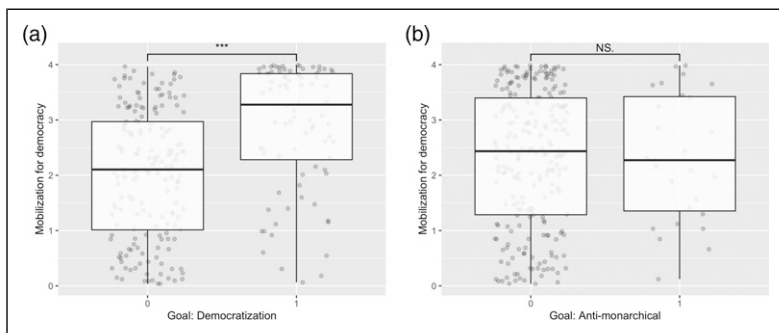 (a)
***
Mobilization for democracy
4
3
2
1
0
0
1
Goal: Democratization
(b)
NS.
Mobilization for democracy
4
3
2
1
0
0
1
Goal: Anti-monarchical